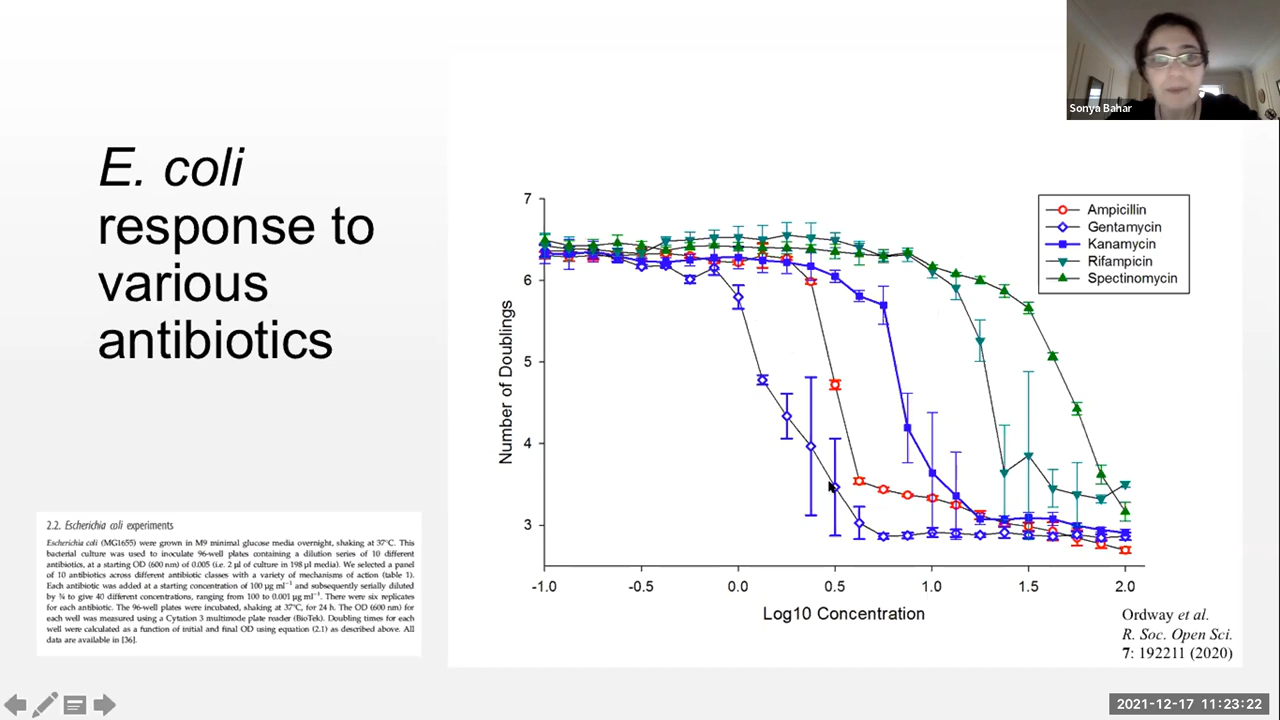 Sonya Bahar
E. coli
response to
various
antibiotics
2.2. Escherichia coli experiments
Escherichia coli (MG1655) were grown in M9 minimal glucose media overnight, shaking at 37°C. This
bacterial culture was used to inoculate 96-well plates containing a dilution series of 10 different
antibiotics, at a starting OD (600 nm) of 0.005 (i.e. 2 µl of culture in 198 µl media). We selected a panel
of 10 antibiotics across different antibiotic classes with a variety of mechanisms of action (table 1).
Each antibiotic was added at a starting concentration of 100 µg ml⁻¹ and subsequently serially diluted
by ¾ to give 40 different concentrations, ranging from 100 to 0.001 µg ml⁻¹. There were six replicates
for each antibiotic. The 96-well plates were incubated, shaking at 37°C, for 24 h. The OD (600 nm) for
each well was measured using a Cytation 3 multimode plate reader (BioTek). Doubling times for each
well were calculated as a function of initial and final OD using equation (2.1) as described above. All
data are available in [36].
Number of Doublings
7
6
5
4
3
-1.0 -0.5 0.0 0.5 1.0 1.5 2.0
Log10 Concentration
Ampicillin
Gentamycin
Kanamycin
Rifampicin
Spectinomycin
Ordway et al.
R. Soc. Open Sci.
7: 192211 (2020)
2021-12-17 11:23:22